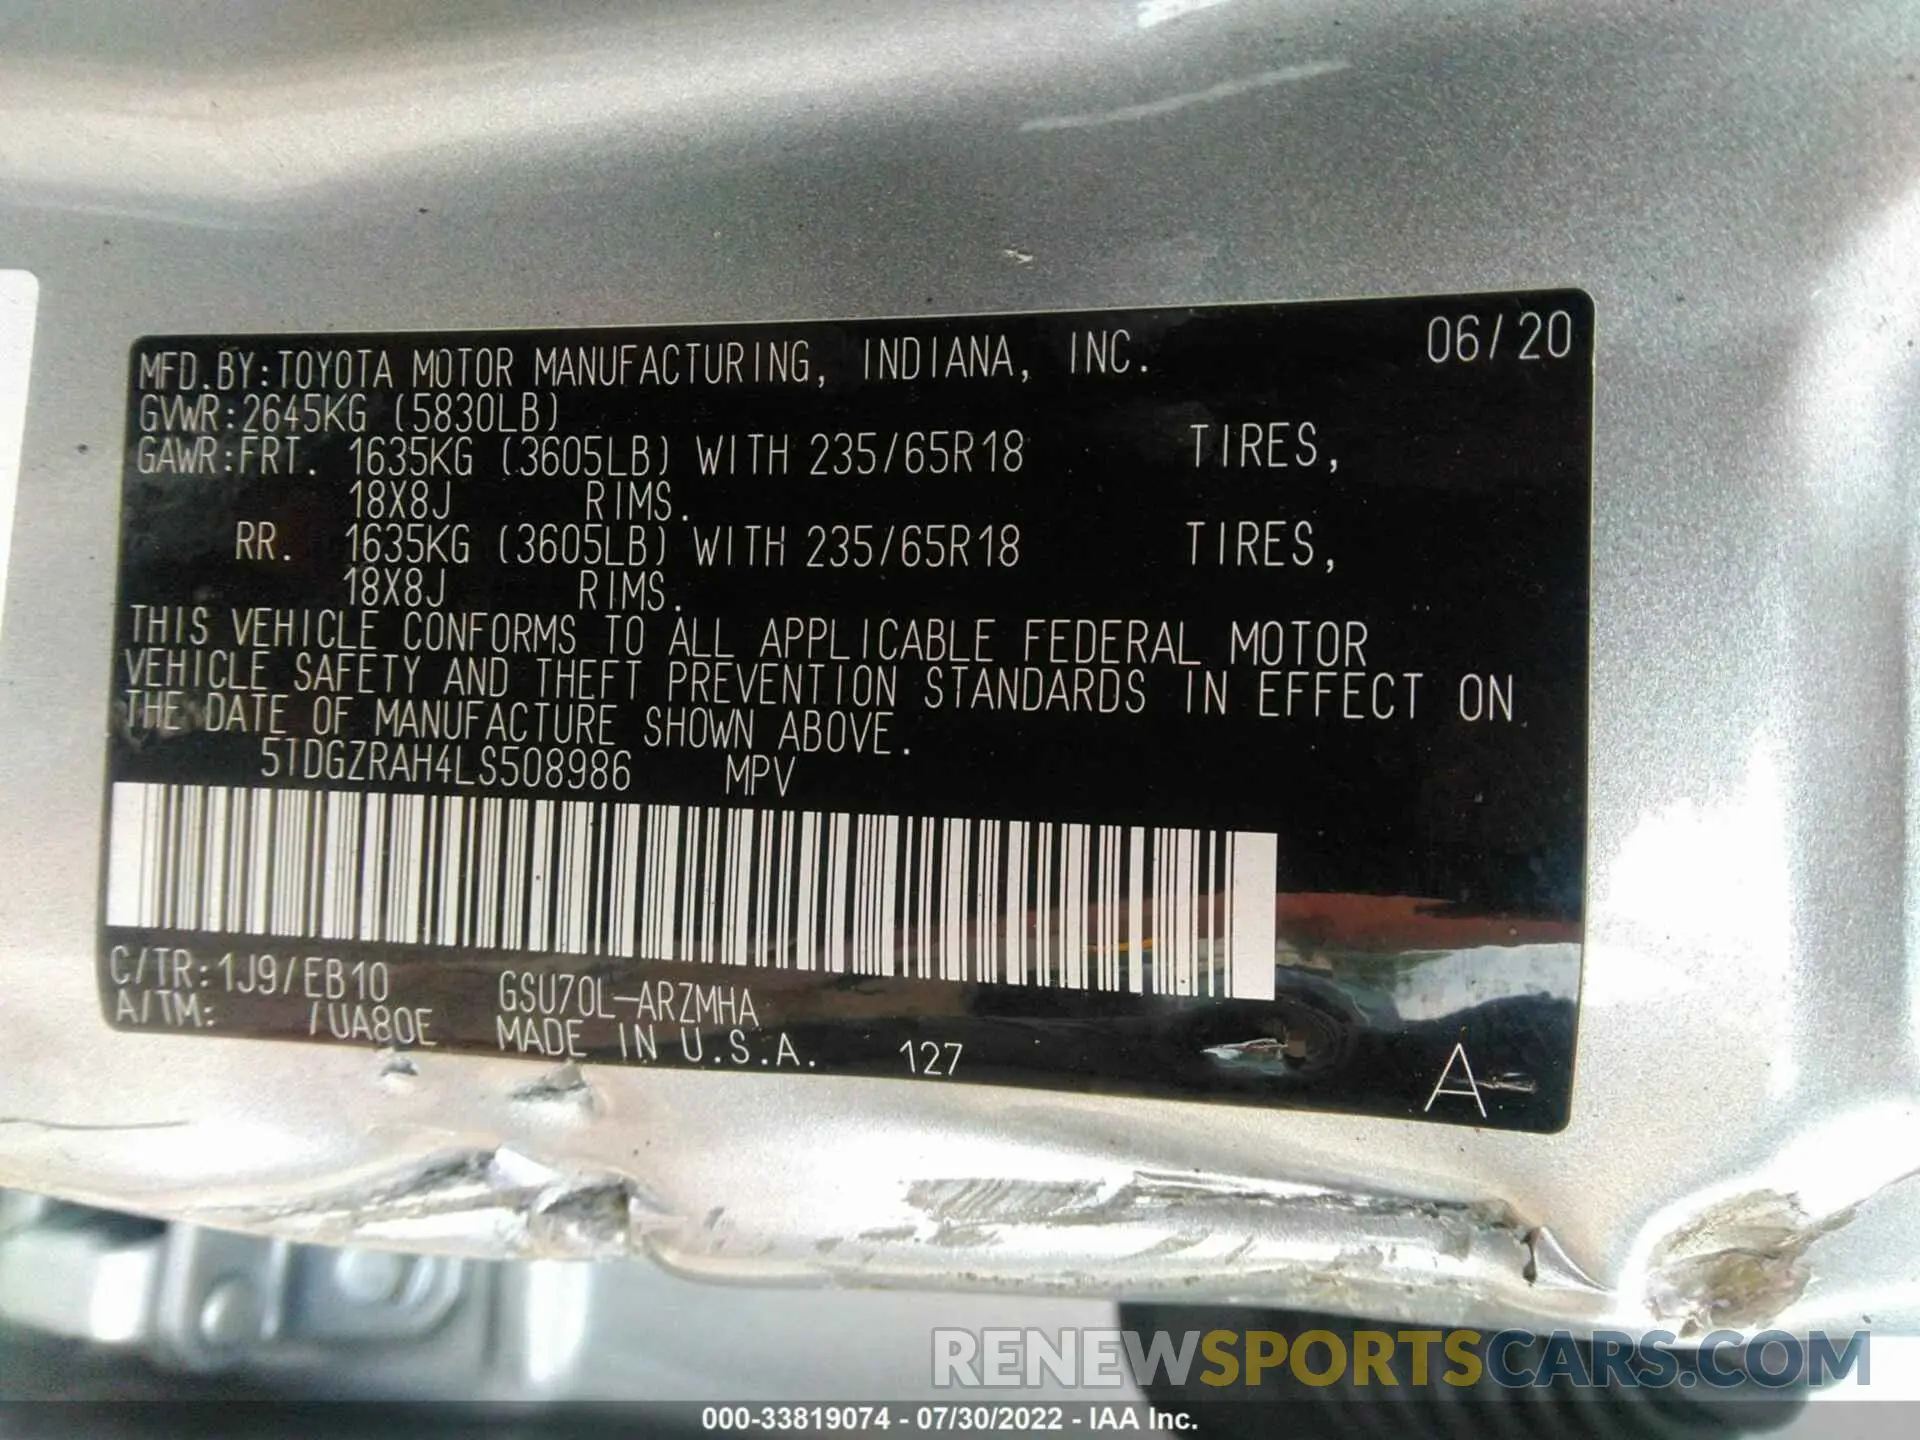 MFD.BY:TOYOTA MOTOR MANUFACTURING, INDIANA, INC. 06/20
GVWR:2645KG (5830LB)
GAWR:FRT. 1635KG (3605LB) WITH 235/65R18 TIRES,
18X8J RIMS.
RR. 1635KG (3605LB) WITH 235/65R18 TIRES,
18X8J RIMS.
THIS VEHICLE CONFORMS TO ALL APPLICABLE FEDERAL MOTOR
VEHICLE SAFETY AND THEFT PREVENTION STANDARDS IN EFFECT ON
THE DATE OF MANUFACTURE SHOWN ABOVE.
5TDGZRAH4LS508986 MPV
C/TR:1J9/EB10 GSU70L-ARZMHA
A/TM: /UA80E MADE IN U.S.A. 127 A
RENEWSPORTSCARS.COM
000-33819074 - 07/30/2022 - IAA Inc.